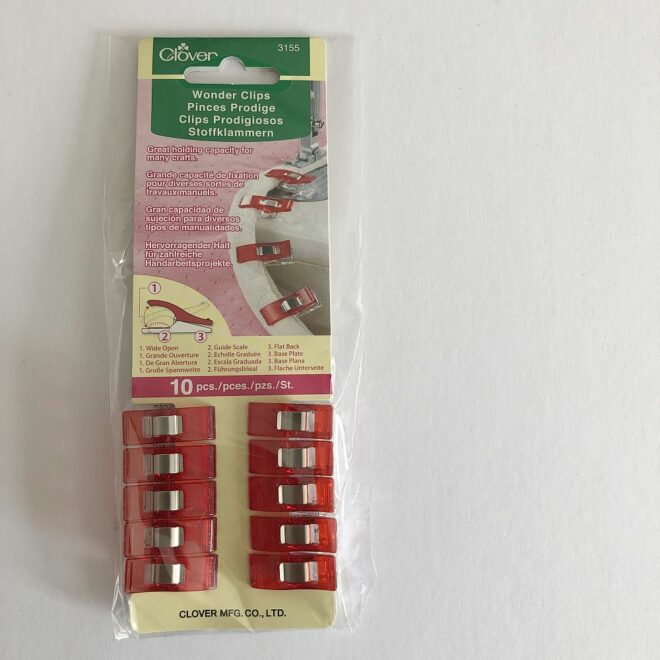 Clover
3155
Wonder Clips
Pinces Prodige
Clips Prodigiosos
Stoffklammern
Great holding capacity for
many crafts.
Grande capacité de fixation
pour diverses sortes de
travaux manuels.
Gran capacidad de
sujeción para diversos
tipos de manualidades.
Hervorragender Halt
für zahlreiche
Handarbeitsprojekte.
1
2
3
1. Wide Open 2. Guide Scale 3. Flat Back
1. Grande Ouverture 2. Echelle Graduée 3. Base Plate
1. De Gran Abertura 2. Escala Graduada 3. Base Plana
1. Große Spannweite 2. Führungslineal 3. Flache Unterseite
10 pcs./pces./pzs./St.
CLOVER MFG. CO., LTD.